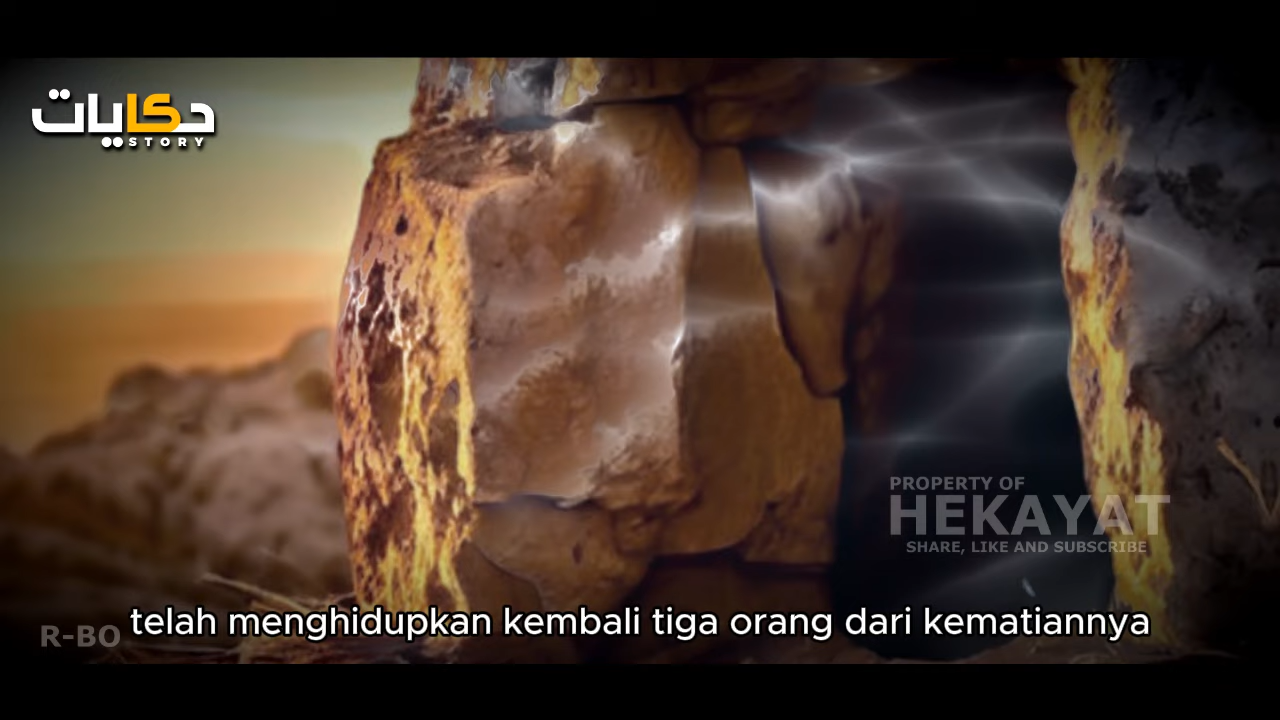 حكايات
STORY
PROPERTY OF
HEKAYAT
SHARE, LIKE AND SUBSCRIBE
telah menghidupkan kembali tiga orang dari kematiannya
R-BO